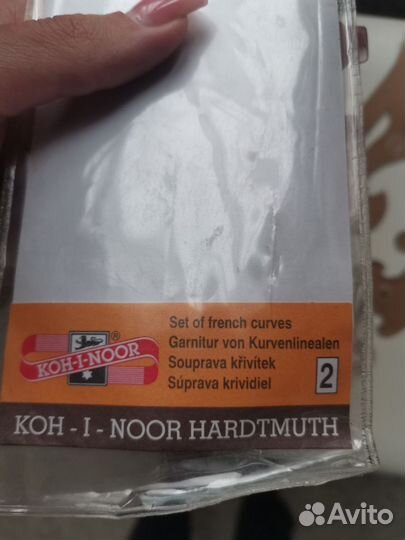 KOH-I-NOOR
®
Set of french curves
Garnitur von Kurvenlinealen
Souprava křivítek
Súprava krividiel
2
KOH - I - NOOR HARDTMUTH
Avito